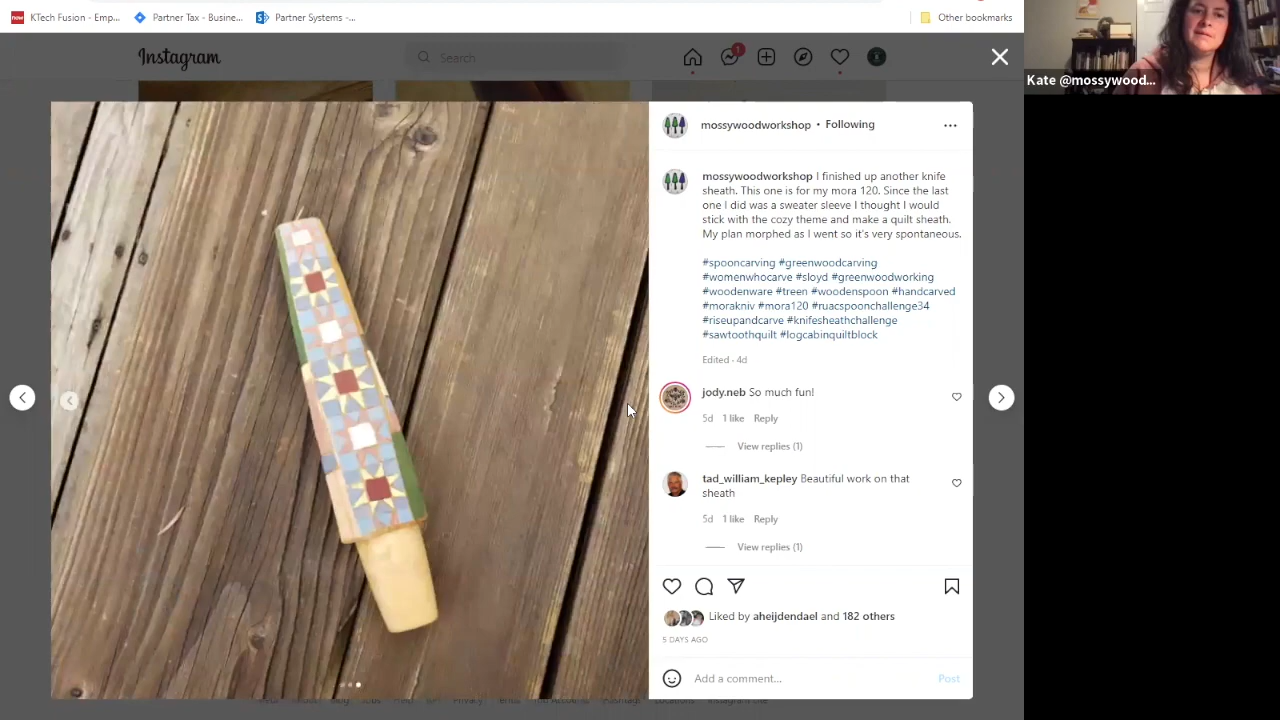 KTech Fusion - Emp...
Partner Tax - Busine...
Partner Systems -...
Other bookmarks
Instagram
Search
1
Kate @mossywood...
mossywoodworkshop • Following
mossywoodworkshop I finished up another knife
sheath. This one is for my mora 120. Since the last
one I did was a sweater sleeve I thought I would
stick with the cozy theme and make a quilt sheath.
My plan morphed as I went so it's very spontaneous.
#spooncarving #greenwoodcarving
#womenwhocarve #sloyd #greenwoodworking
#woodenware #treen #woodenspoon #handcarved
#morakniv #mora120 #ruacspoonchallenge34
#riseupandcarve #knifesheathchallenge
#sawtoothquilt #logcabinquiltblock
Edited · 4d
jody.neb So much fun!
5d 1 like Reply
View replies (1)
tad_william_kepley Beautiful work on that
sheath
5d 1 like Reply
View replies (1)
Liked by aheijdendael and 182 others
5 DAYS AGO
Add a comment...
Post